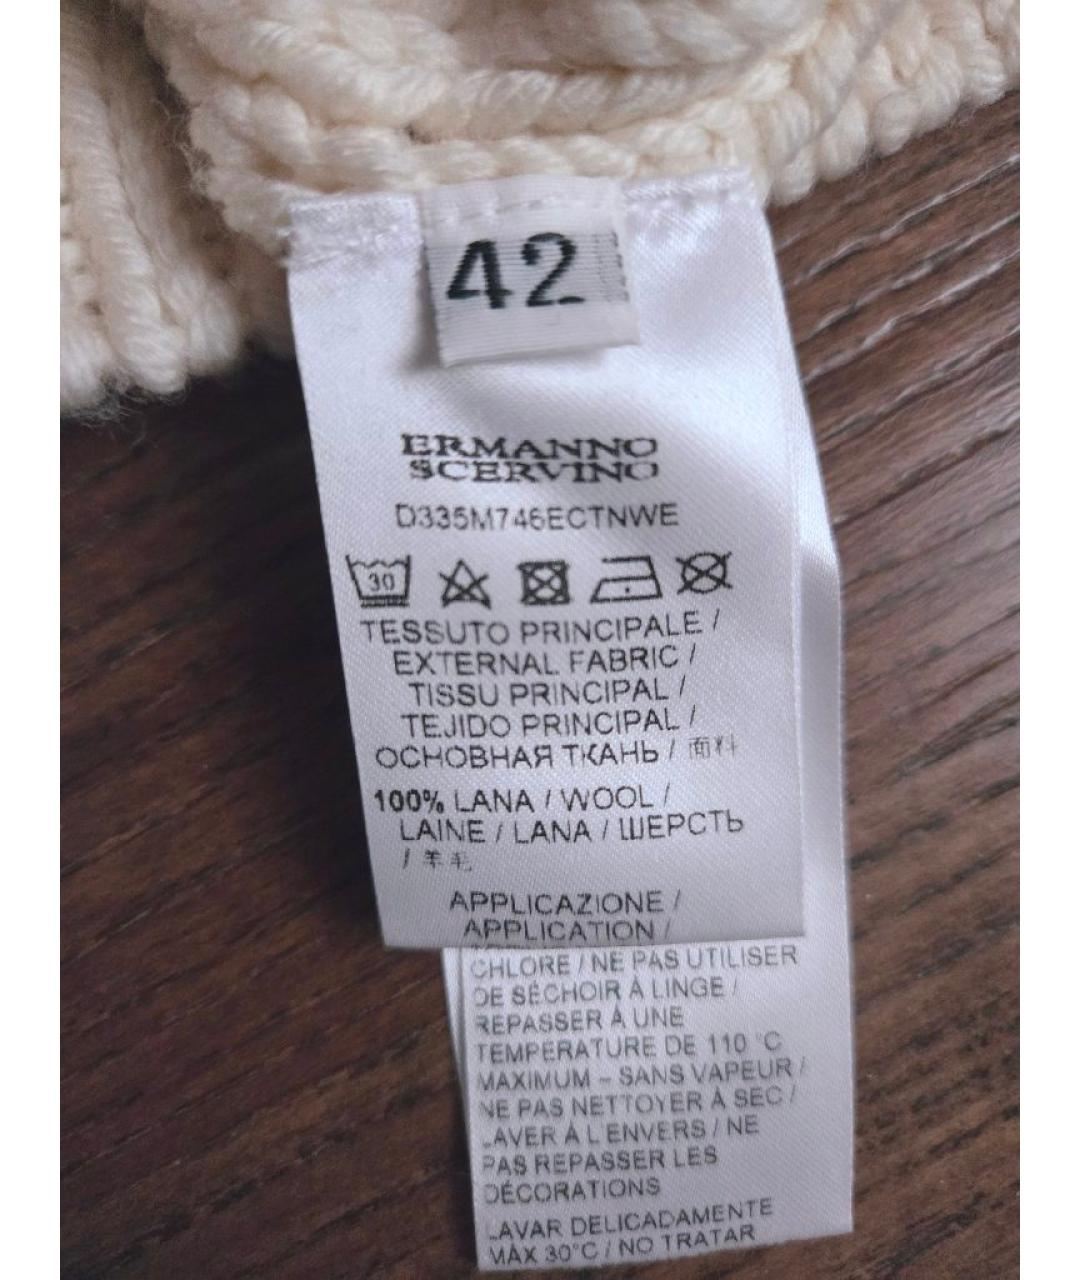 42
ERMANNO
SCERVINO
D335M746ECTNWE
30
TESSUTO PRINCIPALE /
EXTERNAL FABRIC /
TISSU PRINCIPAL /
TEJIDO PRINCIPAL /
ОСНОВНАЯ ТКАНЬ / 面料
100% LANA / WOOL /
LAINE / LANA / ШЕРСТЬ
/ 羊毛
APPLICAZIONE /
APPLICATION /
CHLORE / NE PAS UTILISER
DE SÉCHOIR À LINGE /
REPASSER À UNE
TEMPÉRATURE DE 110 °C
MAXIMUM – SANS VAPEUR /
NE PAS NETTOYER À SEC /
LAVER À L'ENVERS / NE
PAS REPASSER LES
DÉCORATIONS
LAVAR DELICADAMENTE
MÁX 30°C / NO TRATAR